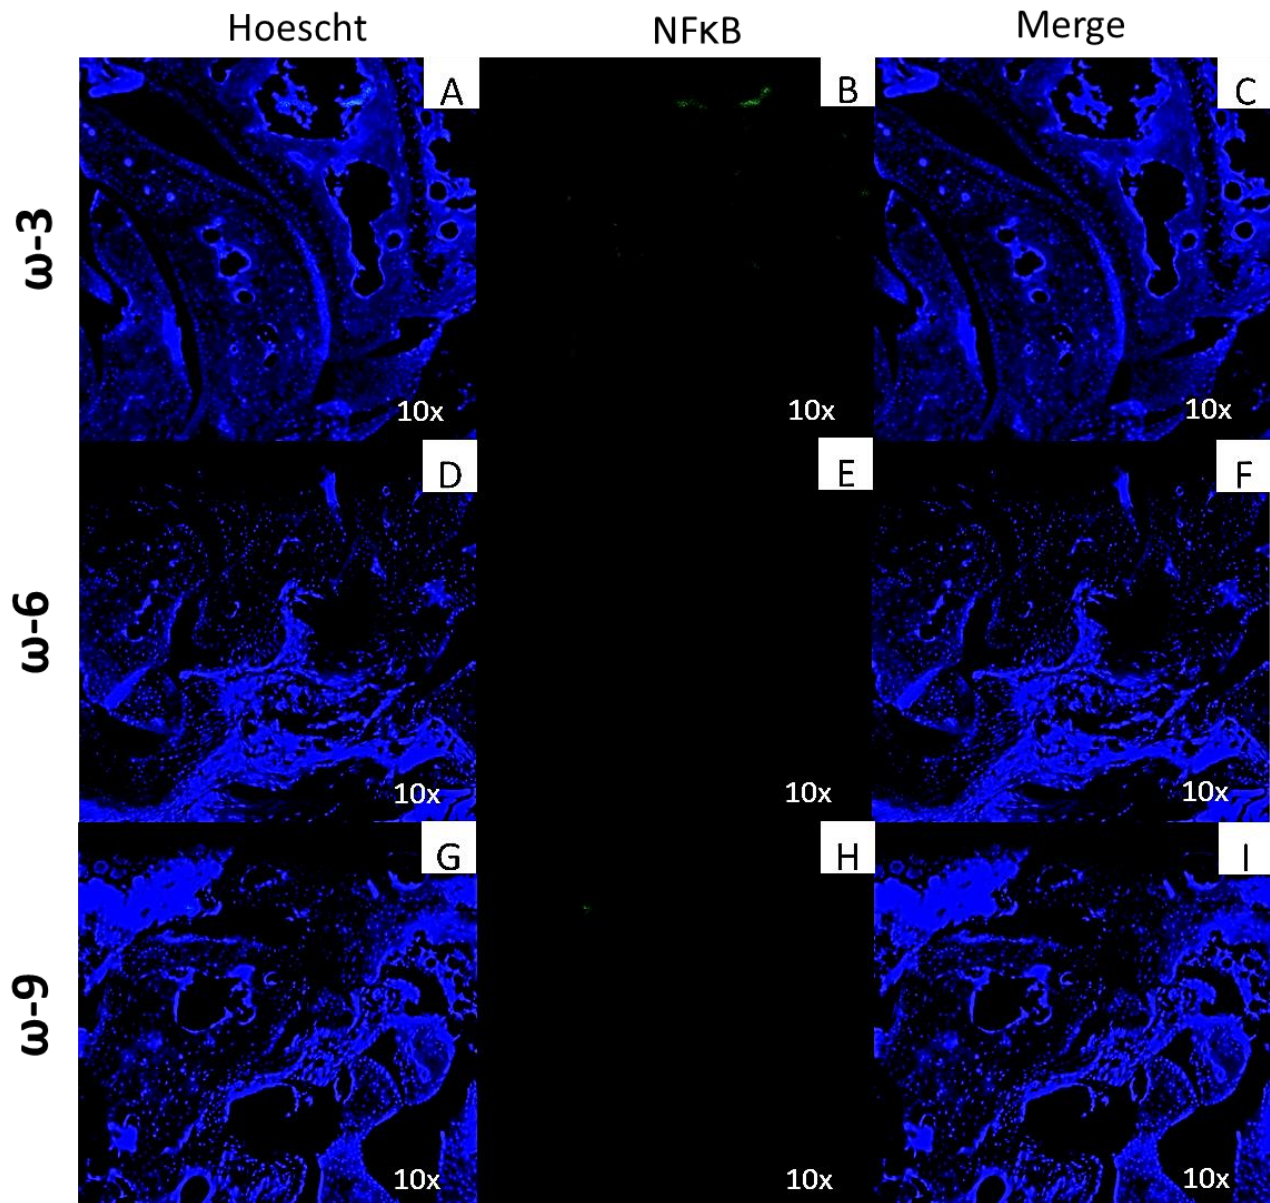 Hoescht NFκB Merge
A B C
ω-3
10x 10x 10x
D E F
ω-6
10x 10x 10x
G H I
ω-9
10x 10x 10x